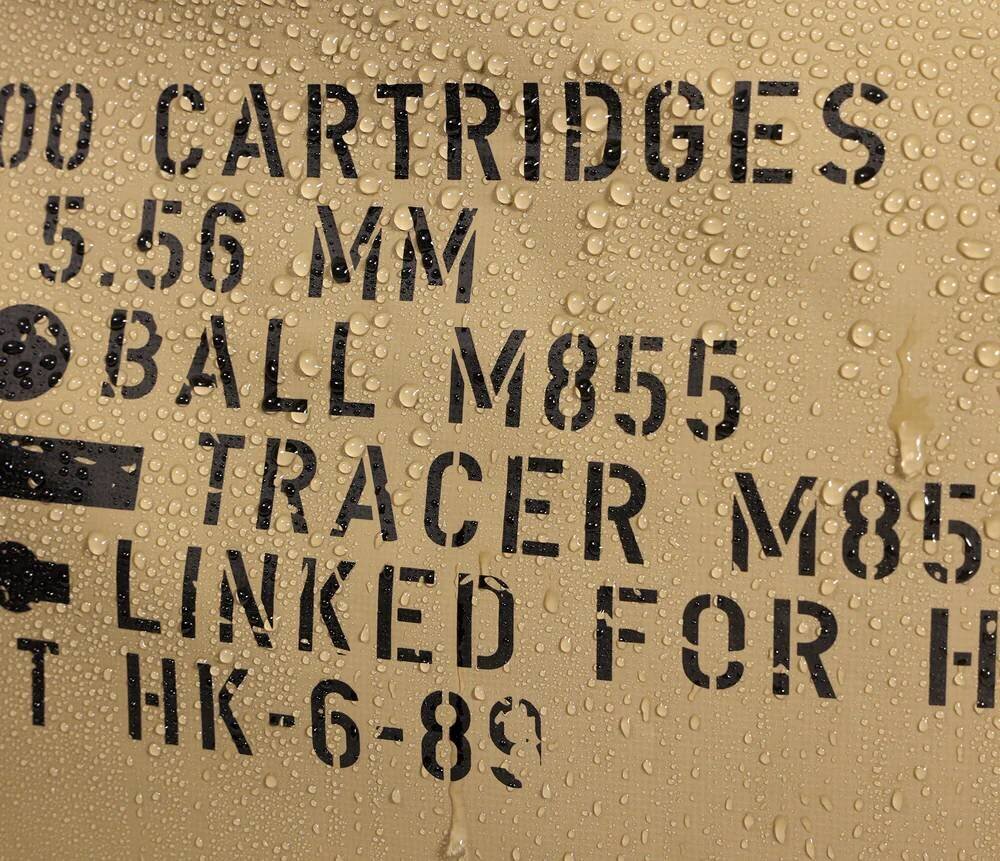 00 CARTRIDGES
5.56 MM
BALL M855
TRACER M85
LINKED FOR H
T HK-6-89